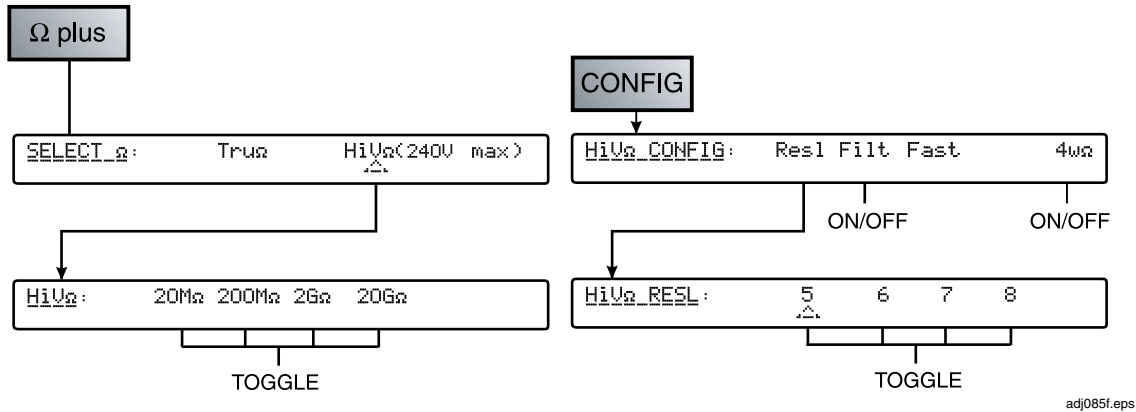 Ω plus
SELECT Ω: TruΩ HiVΩ(240V max)
HiVΩ: 20MΩ 200MΩ 2GΩ 20GΩ
TOGGLE
CONFIG
HiVΩ CONFIG: Resl Filt Fast 4wΩ
ON/OFF ON/OFF
HiVΩ RESL: 5 6 7 8
TOGGLE
adj085f.eps